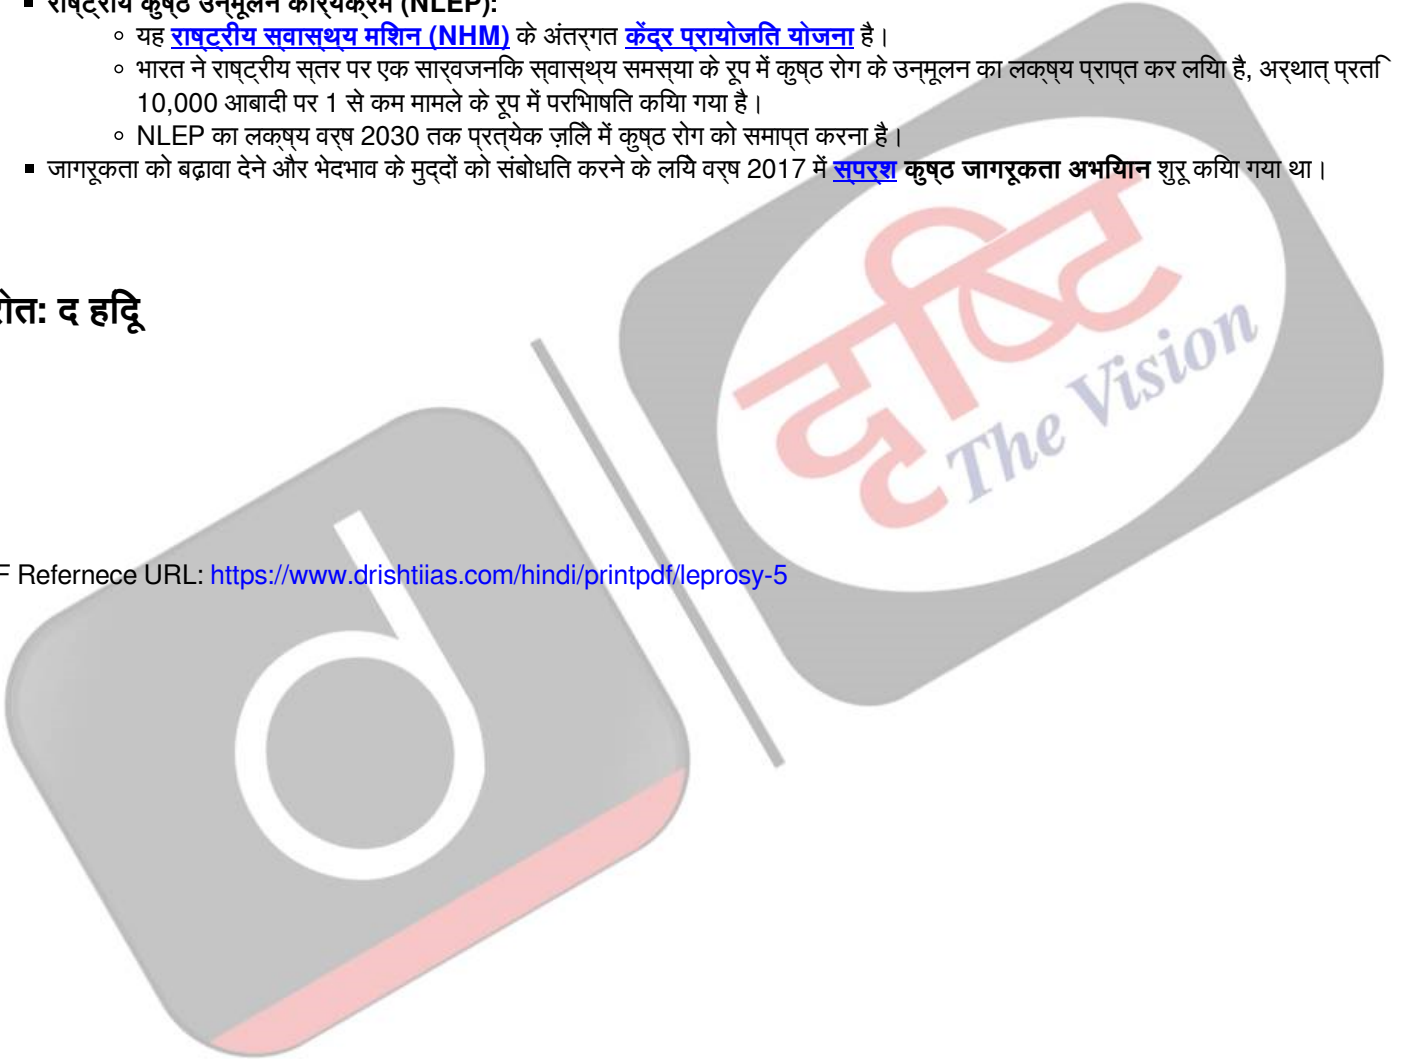 राष्ट्रीय कुष्ठ उन्मूलन कार्यक्रम (NLEP):
यह राष्ट्रीय स्वास्थ्य मिशन (NHM) के अंतर्गत केंद्र प्रायोजित योजना है।
भारत ने राष्ट्रीय स्तर पर एक सार्वजनिक स्वास्थ्य समस्या के रूप में कुष्ठ रोग के उन्मूलन का लक्ष्य प्राप्त कर लिया है, अर्थात् प्रति
10,000 आबादी पर 1 से कम मामले के रूप में परिभाषित किया गया है।
NLEP का लक्ष्य वर्ष 2030 तक प्रत्येक ज़िले में कुष्ठ रोग को समाप्त करना है।
जागरूकता को बढ़ावा देने और भेदभाव के मुद्दों को संबोधित करने के लिये वर्ष 2017 में स्पर्श कुष्ठ जागरूकता अभियान शुरू किया गया था।
रोत: द हिंदू
F Refernece URL: https://www.drishtiias.com/hindi/printpdf/leprosy-5
दृष्टि
The Vision